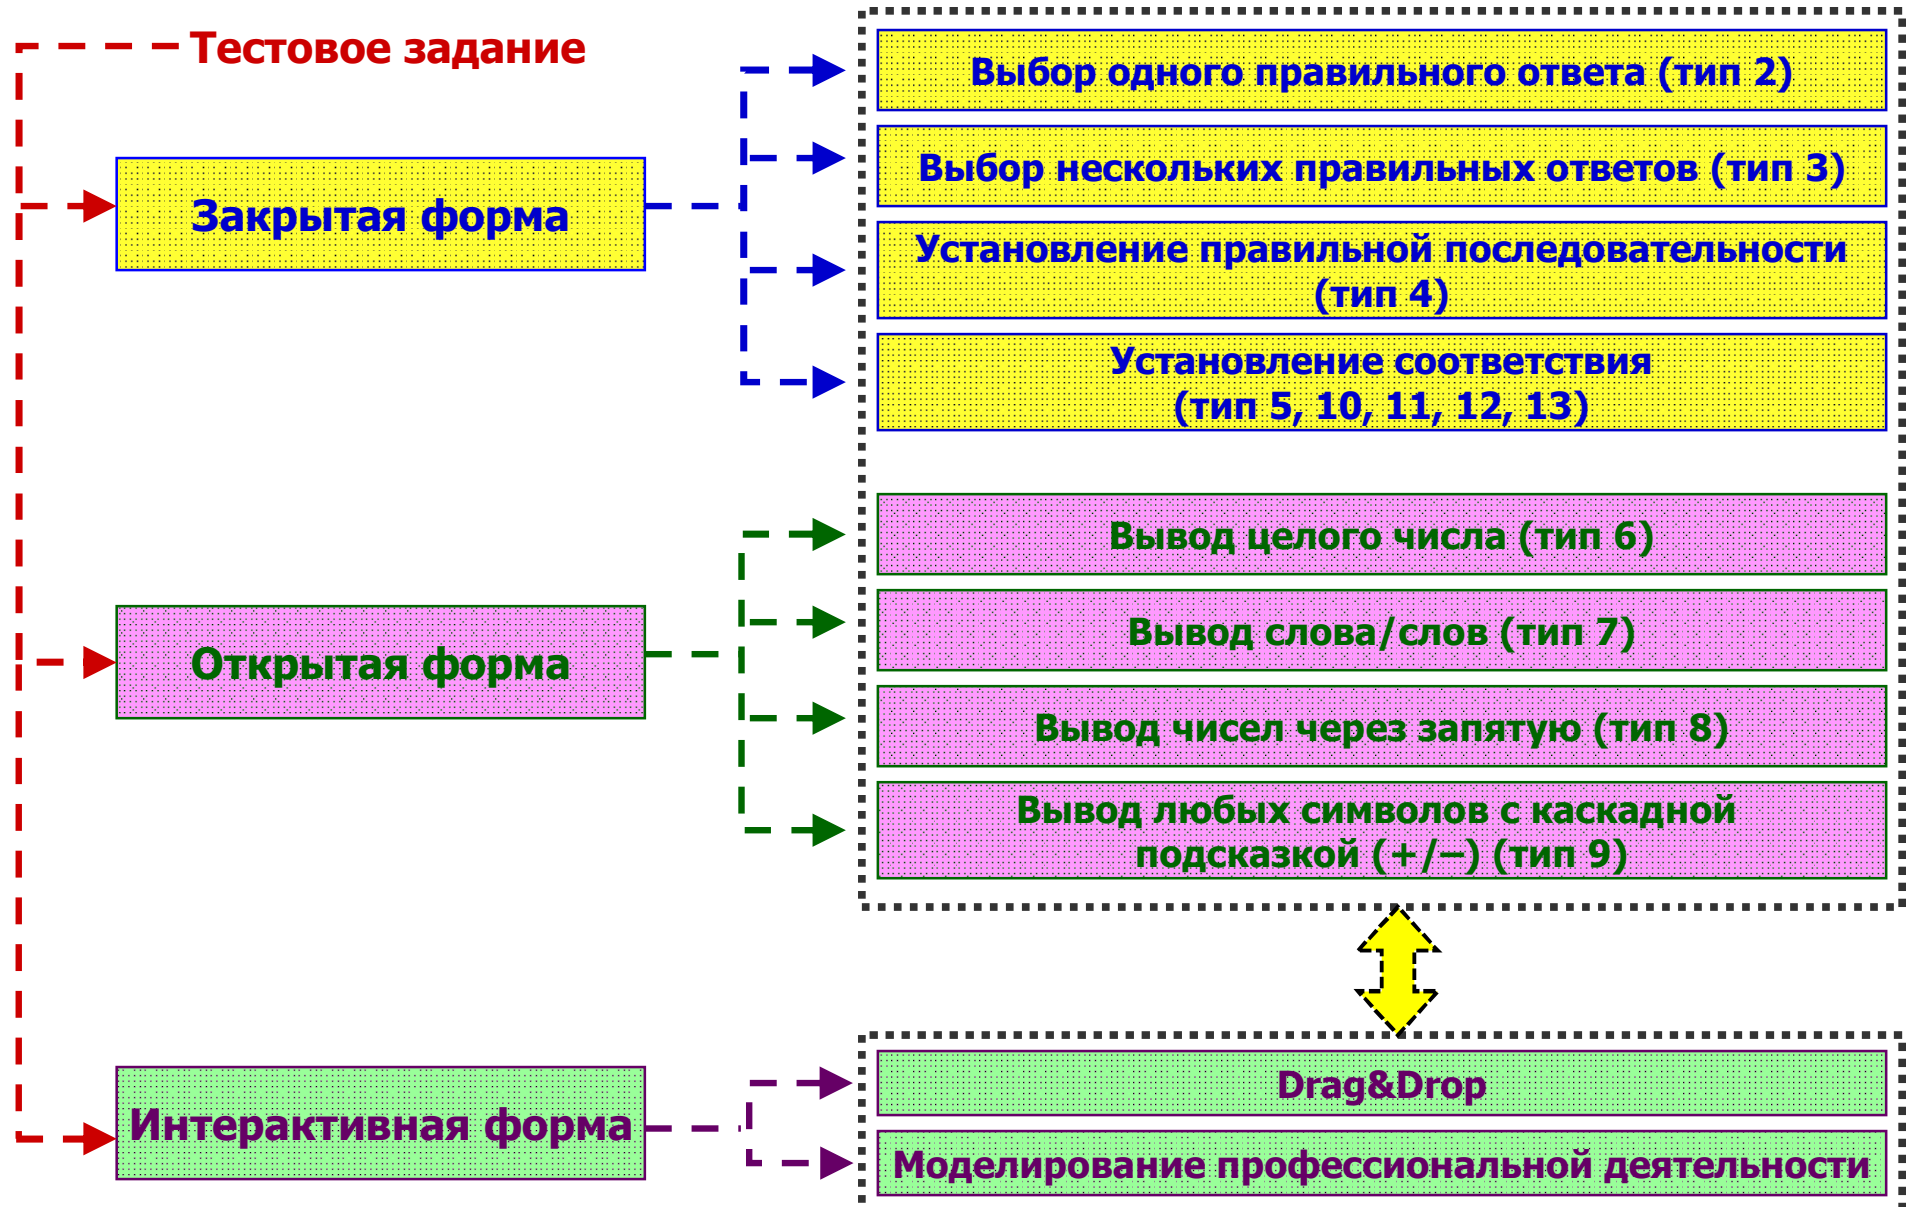 Тестовое задание
Закрытая форма
Выбор одного правильного ответа (тип 2)
Выбор нескольких правильных ответов (тип 3)
Установление правильной последовательности
(тип 4)
Установление соответствия
(тип 5, 10, 11, 12, 13)
Открытая форма
Вывод целого числа (тип 6)
Вывод слова/слов (тип 7)
Вывод чисел через запятую (тип 8)
Вывод любых символов с каскадной
подсказкой (+/–) (тип 9)
Интерактивная форма
Drag&Drop
Моделирование профессиональной деятельности